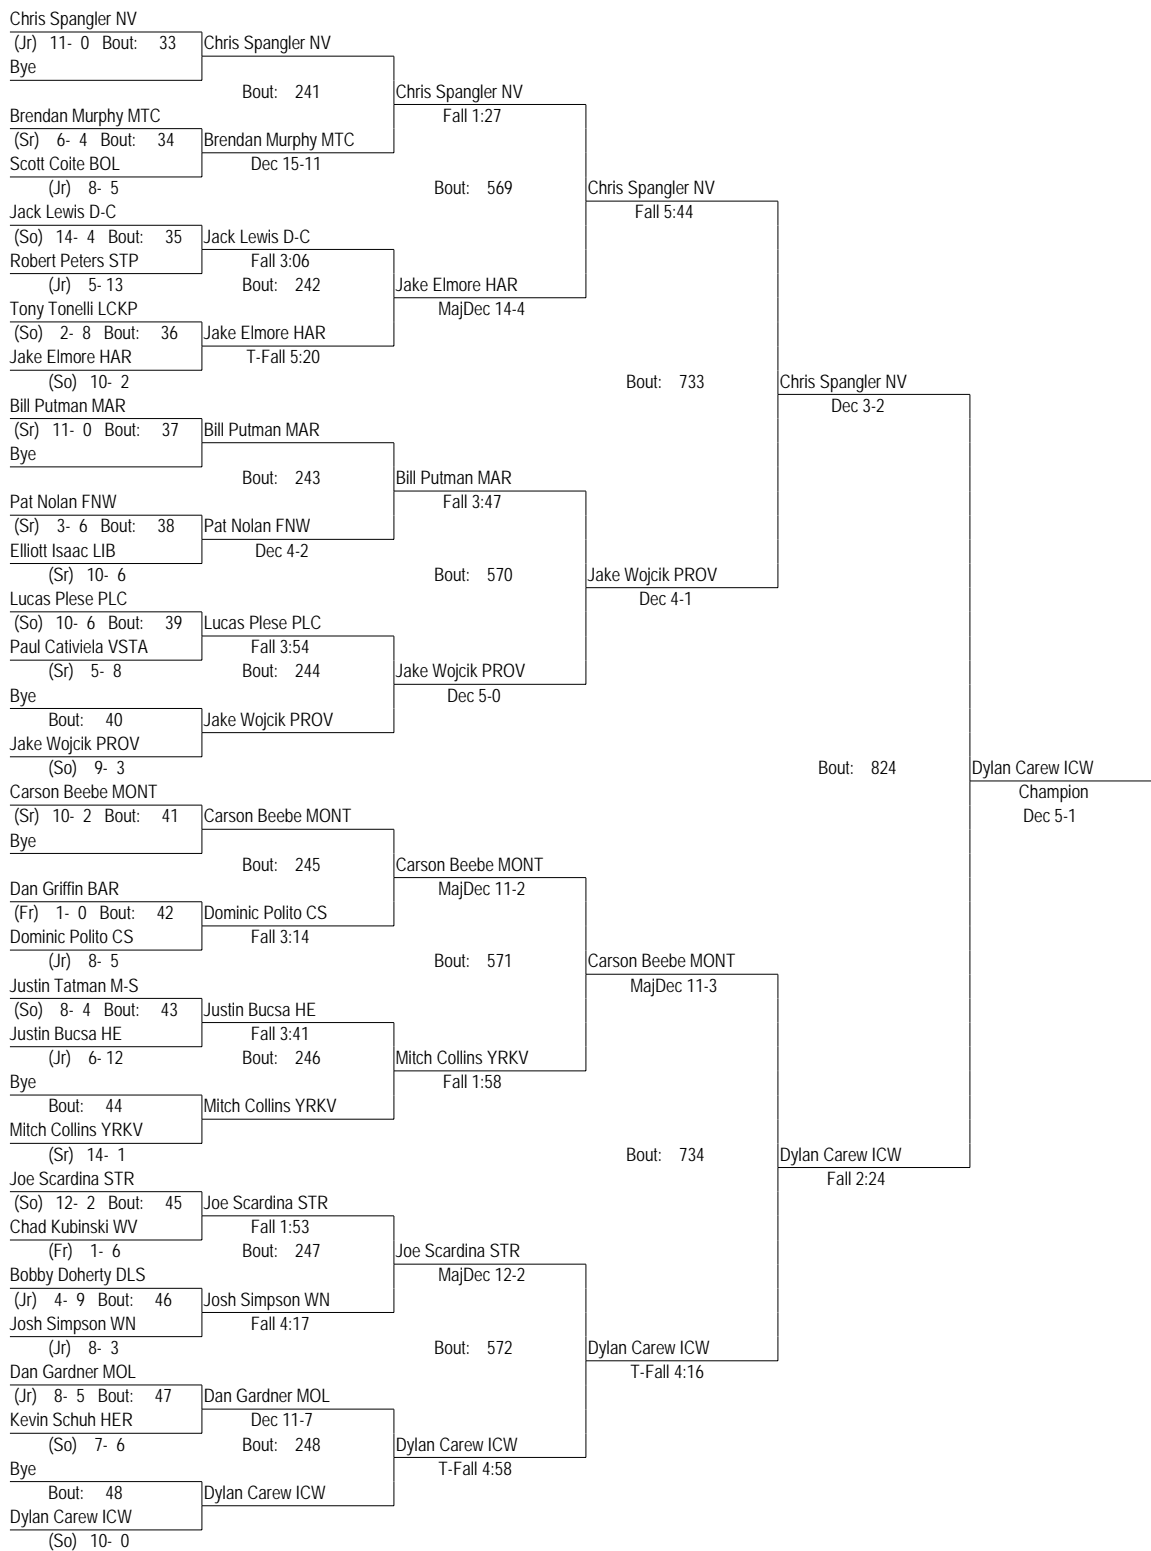 Chris Spangler NV
(Jr) 11- 0 Bout: 33 Chris Spangler NV
Bye
Bout: 241 Chris Spangler NV
Brendan Murphy MTC Fall 1:27
(Sr) 6- 4 Bout: 34 Brendan Murphy MTC
Scott Coite BOL Dec 15-11
(Jr) 8- 5 Bout: 569 Chris Spangler NV
Jack Lewis D-C Fall 5:44
(So) 14- 4 Bout: 35 Jack Lewis D-C
Robert Peters STP Fall 3:06
(Jr) 5- 13 Bout: 242 Jake Elmore HAR
Tony Tonelli LCKP MajDec 14-4
(So) 2- 8 Bout: 36 Jake Elmore HAR
Jake Elmore HAR T-Fall 5:20
(So) 10- 2 Bout: 733 Chris Spangler NV
Bill Putman MAR Dec 3-2
(Sr) 11- 0 Bout: 37 Bill Putman MAR
Bye
Bout: 243 Bill Putman MAR
Pat Nolan FNW Fall 3:47
(Sr) 3- 6 Bout: 38 Pat Nolan FNW
Elliott Isaac LIB Dec 4-2
(Sr) 10- 6 Bout: 570 Jake Wojcik PROV
Lucas Plese PLC Dec 4-1
(So) 10- 6 Bout: 39 Lucas Plese PLC
Paul Cativiela VSTA Fall 3:54
(Sr) 5- 8 Bout: 244 Jake Wojcik PROV
Bye Dec 5-0
Bout: 40 Jake Wojcik PROV
Jake Wojcik PROV
(So) 9- 3 Bout: 824 Dylan Carew ICW
Carson Beebe MONT Champion
(Sr) 10- 2 Bout: 41 Carson Beebe MONT Dec 5-1
Bye
Bout: 245 Carson Beebe MONT
Dan Griffin BAR MajDec 11-2
(Fr) 1- 0 Bout: 42 Dominic Polito CS
Dominic Polito CS Fall 3:14
(Jr) 8- 5 Bout: 571 Carson Beebe MONT
Justin Tatman M-S MajDec 11-3
(So) 8- 4 Bout: 43 Justin Bucsa HE
Justin Bucsa HE Fall 3:41
(Jr) 6- 12 Bout: 246 Mitch Collins YRKV
Bye Fall 1:58
Bout: 44 Mitch Collins YRKV
Mitch Collins YRKV
(Sr) 14- 1 Bout: 734 Dylan Carew ICW
Joe Scardina STR Fall 2:24
(So) 12- 2 Bout: 45 Joe Scardina STR
Chad Kubinski WV Fall 1:53
(Fr) 1- 6 Bout: 247 Joe Scardina STR
Bobby Doherty DLS MajDec 12-2
(Jr) 4- 9 Bout: 46 Josh Simpson WN
Josh Simpson WN Fall 4:17
(Jr) 8- 3 Bout: 572 Dylan Carew ICW
Dan Gardner MOL T-Fall 4:16
(Jr) 8- 5 Bout: 47 Dan Gardner MOL
Kevin Schuh HER Dec 11-7
(So) 7- 6 Bout: 248 Dylan Carew ICW
Bye T-Fall 4:58
Bout: 48 Dylan Carew ICW
Dylan Carew ICW
(So) 10- 0